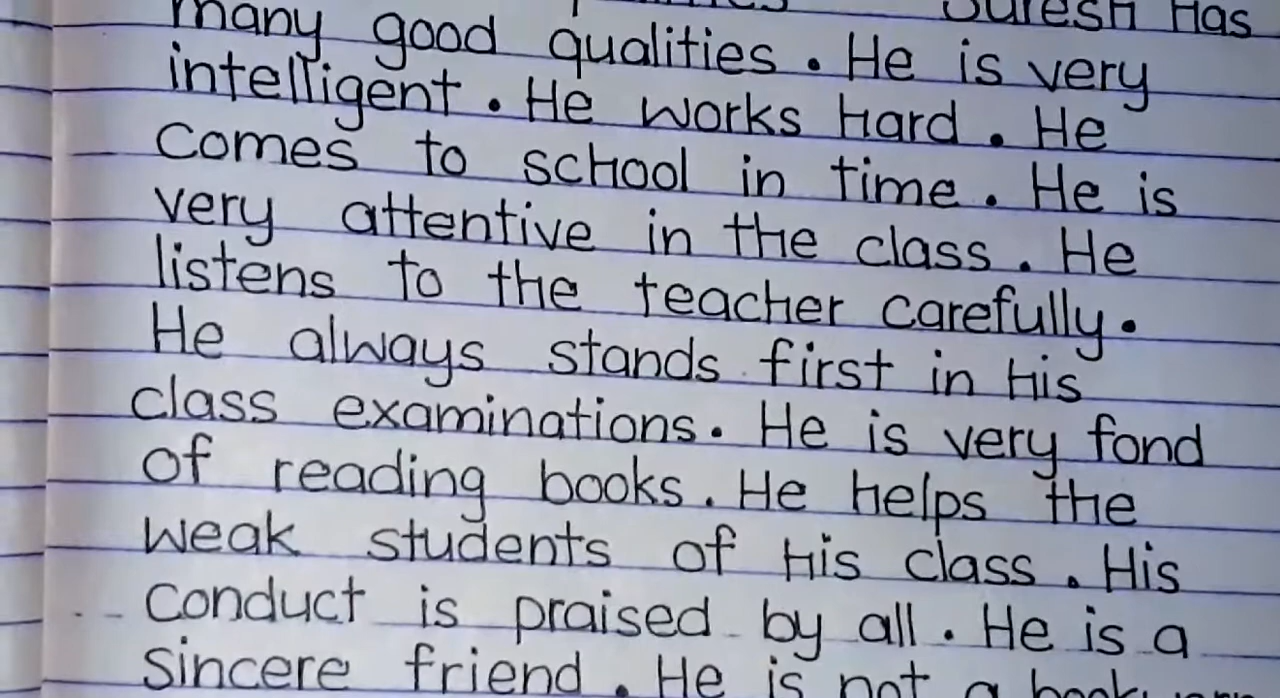 Suresh Has
many good qualities. He is very
intelligent. He works hard. He
comes to school in time. He is
very attentive in the class. He
listens to the teacher carefully.
He always stands first in his
class examinations. He is very fond
of reading books. He helps the
weak students of his class. His
conduct is praised by all. He is a
sincere friend. He is not a book